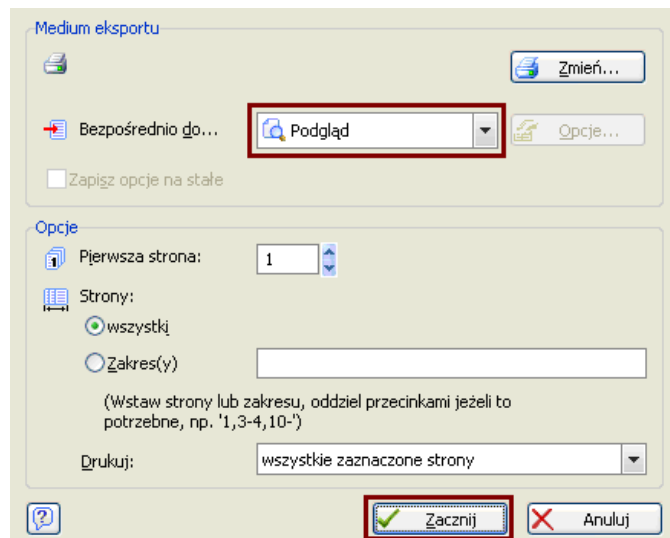 Medium eksportu
Zmień...
Bezpośrednio do...
Podgląd
Opcje...
Zapisz opcje na stałe
Opcje
Pierwsza strona:
1
Strony:
wszystki
Zakres(y)
(Wstaw strony lub zakresu, oddziel przecinkami jeżeli to
potrzebne, np. '1,3-4,10-')
Drukuj:
wszystkie zaznaczone strony
Zacznij
Anuluj